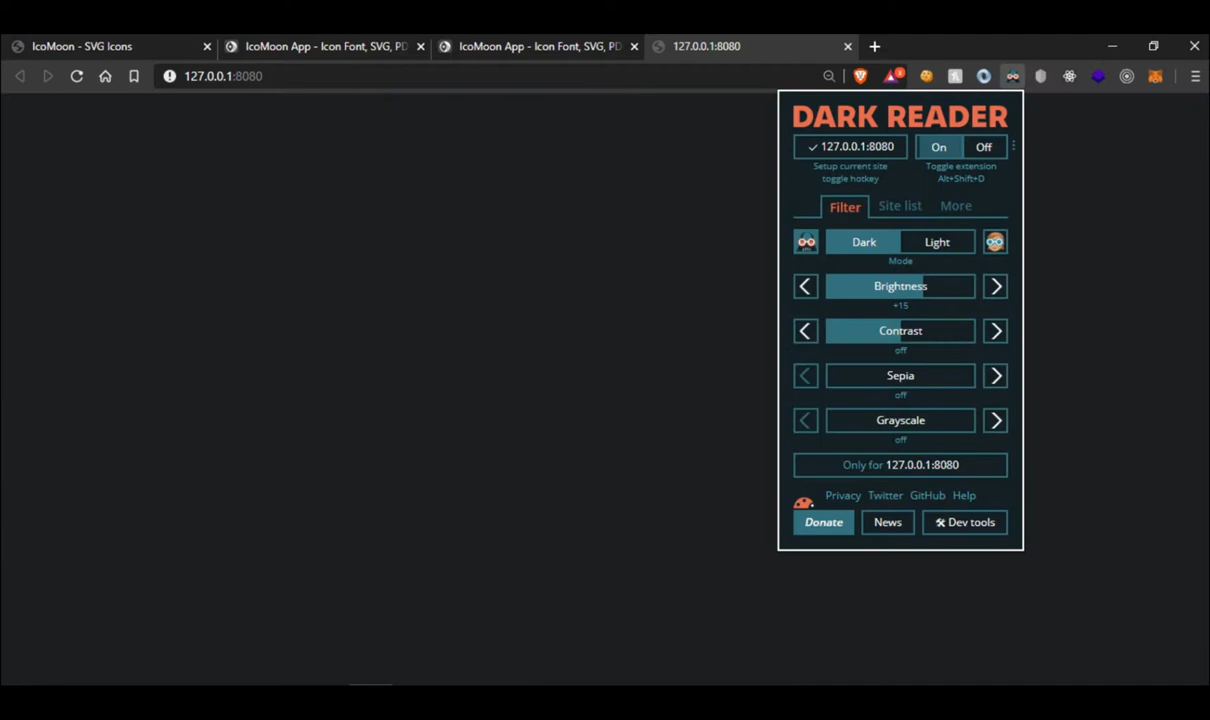 IcoMoon - SVG Icons
IcoMoon App - Icon Font, SVG, PD
IcoMoon App - Icon Font, SVG, PD
127.0.0.1:8080
127.0.0.1:8080
DARK READER
127.0.0.1:8080
On
Off
Setup current site
toggle hotkey
Toggle extension
Alt+Shift+D
Filter
Site list
More
Dark
Light
Mode
Brightness
+15
Contrast
off
Sepia
off
Grayscale
off
Only for 127.0.0.1:8080
Privacy Twitter GitHub Help
Donate
News
Dev tools